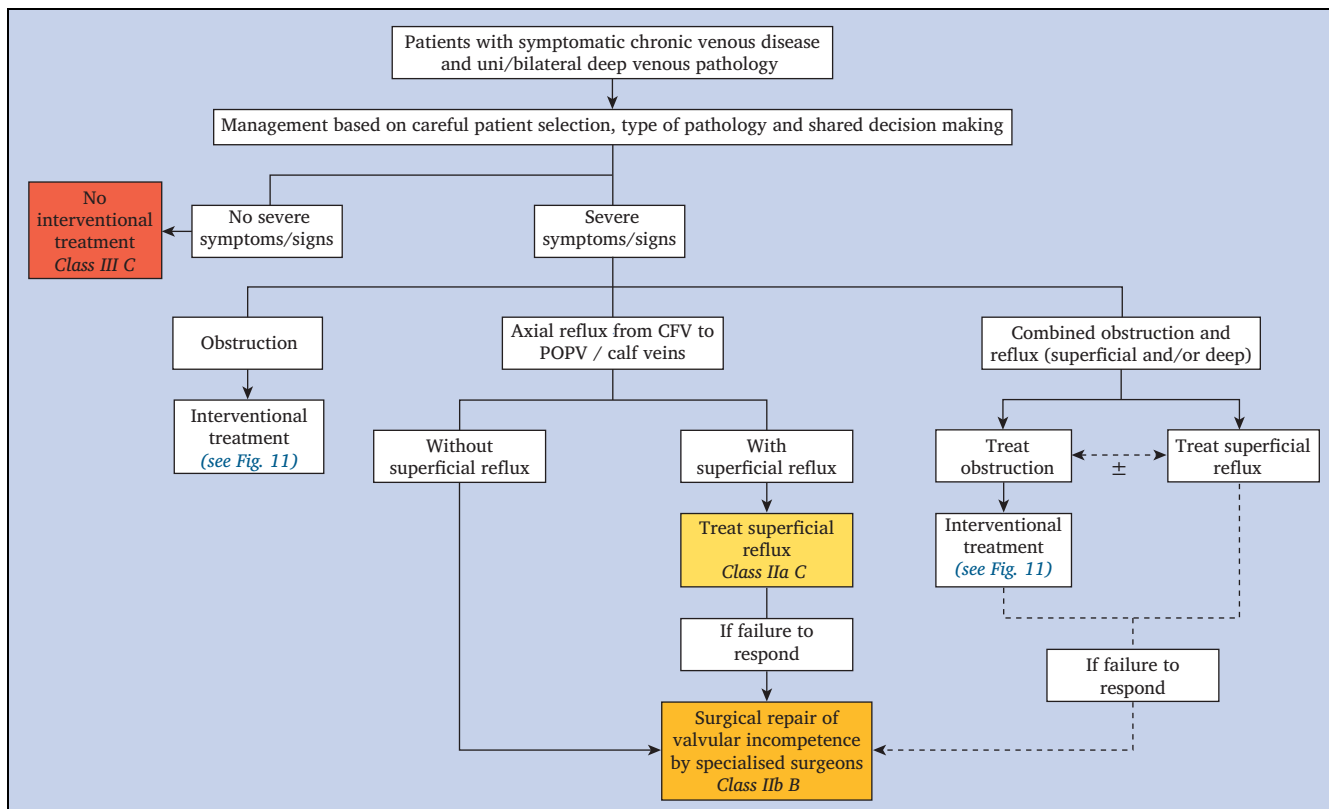 Patients with symptomatic chronic venous disease
and uni/bilateral deep venous pathology
Management based on careful patient selection, type of pathology and shared decision making
No
interventional
treatment
Class III C
No severe
symptoms/signs
Severe
symptoms/signs
Obstruction
Axial reflux from CFV to
POPV / calf veins
Combined obstruction and
reflux (superficial and/or deep)
Interventional
treatment
(see Fig. 11)
Without
superficial reflux
With
superficial reflux
Treat
obstruction
±
Treat superficial
reflux
Treat superficial
reflux
Class IIa C
Interventional
treatment
(see Fig. 11)
If failure to
respond
If failure to
respond
Surgical repair of
valvular incompetence
by specialised surgeons
Class IIb B